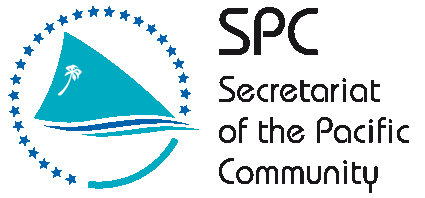 SPC
Secretariat
of the Pacific
Community